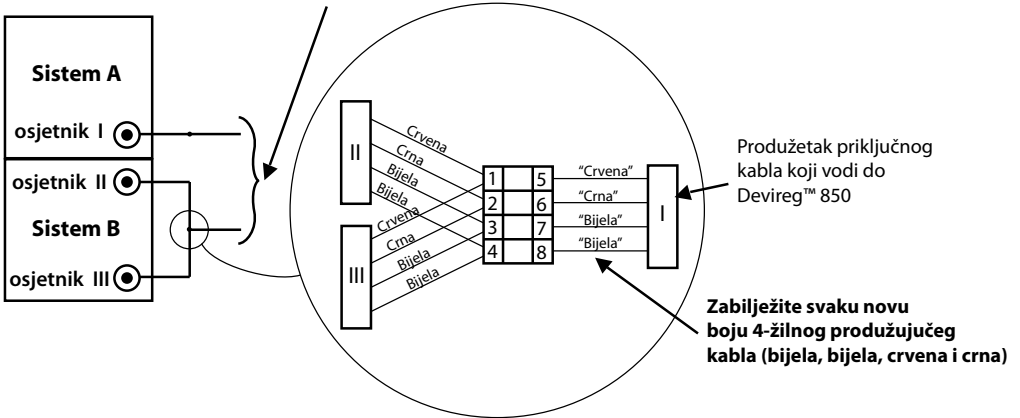 Sistem A
osjetnik I
osjetnik II
Sistem B
osjetnik III
II
Crvena
Crna
Bijela
Bijela
III
Crvena
Crna
Bijela
Bijela
1 5
2 6
3 7
4 8
“Crvena”
“Crna”
“Bijela”
“Bijela”
I
Produžetak priključnog
kabla koji vodi do
Devireg™ 850
Zabilježite svaku novu
boju 4-žilnog produžujučeg
kabla (bijela, bijela, crvena i crna)